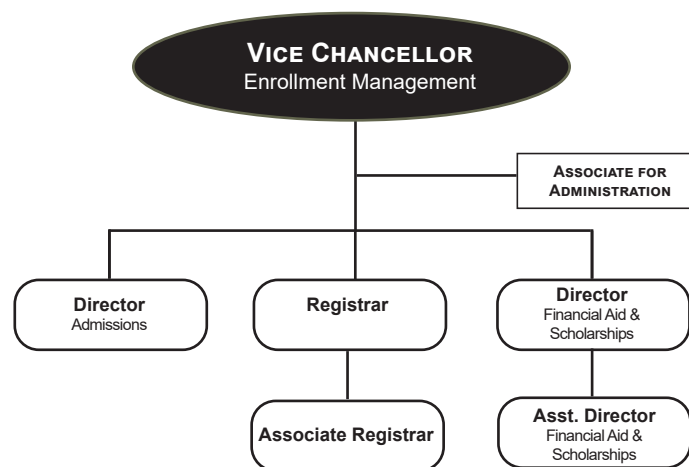 VICE CHANCELLOR
Enrollment Management
ASSOCIATE FOR
ADMINISTRATION
Director
Admissions
Registrar
Director
Financial Aid &
Scholarships
Associate Registrar
Asst. Director
Financial Aid &
Scholarships